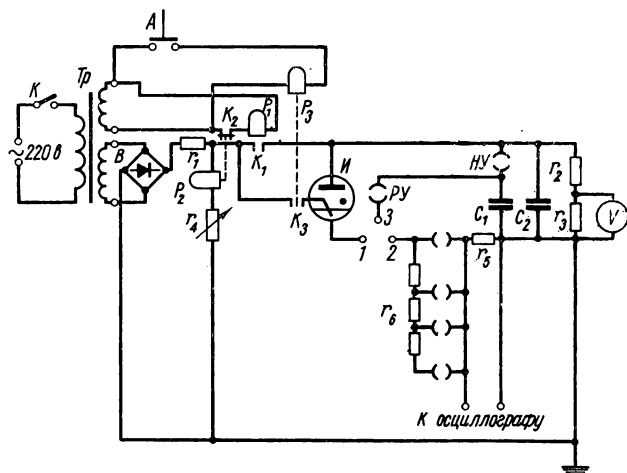 А
К
Тр
220 в
В
r1
К2
Р1
Р3
К1
Р2
r4
К3
И
РУ
3
1
2
НУ
С1
С2
r2
r3
V
r5
r6
К осциллографу